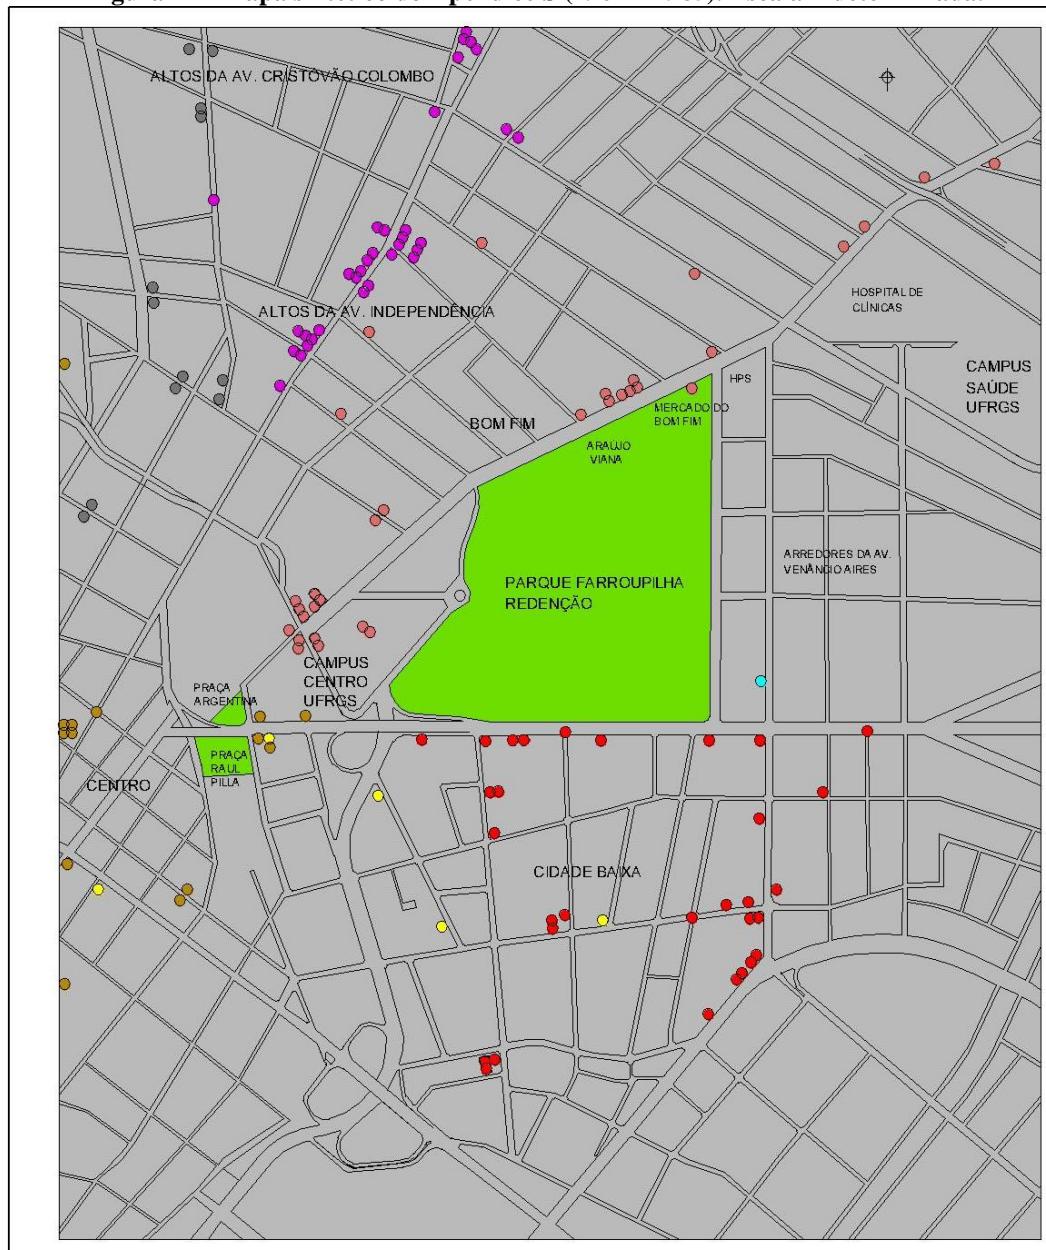 ALTOS DA AV. CRISTÓVÃO COLOMBO
HOSPITAL DE
CLÍNICAS
ALTOS DA AV. INDEPENDÊNCIA
CAMPUS
SAÚDE
UFRGS
HPS
MERCADO DO
BOM FIM
BOM FIM
ARAÚJO
VIANA
ARREDORES DA AV.
VENÂNCIO AIRES
PARQUE FARROUPILHA
REDENÇÃO
CAMPUS
CENTRO
UFRGS
PRAÇA
ARGENTINA
PRAÇA
RAUL
PILLA
CENTRO
CIDADE BAIXA